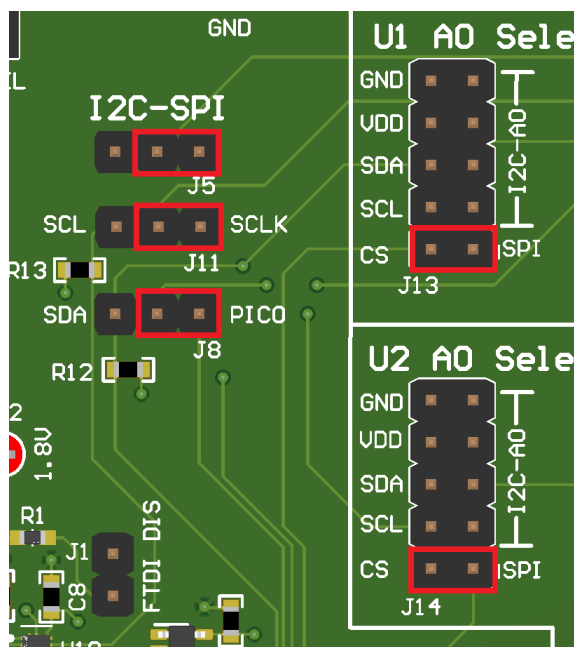 GND
U1 A0 Sele
GND
VDD
SDA
SCL
CS
I2C-A0
SPI
J13
I2C-SPI
J5
SCL
SCLK
J11
R13
SDA
PICO
J8
R12
U2 A0 Sele
GND
VDD
SDA
SCL
CS
I2C-A0
SPI
J14
1.8V
R1
J1
FTDI DIS
C8